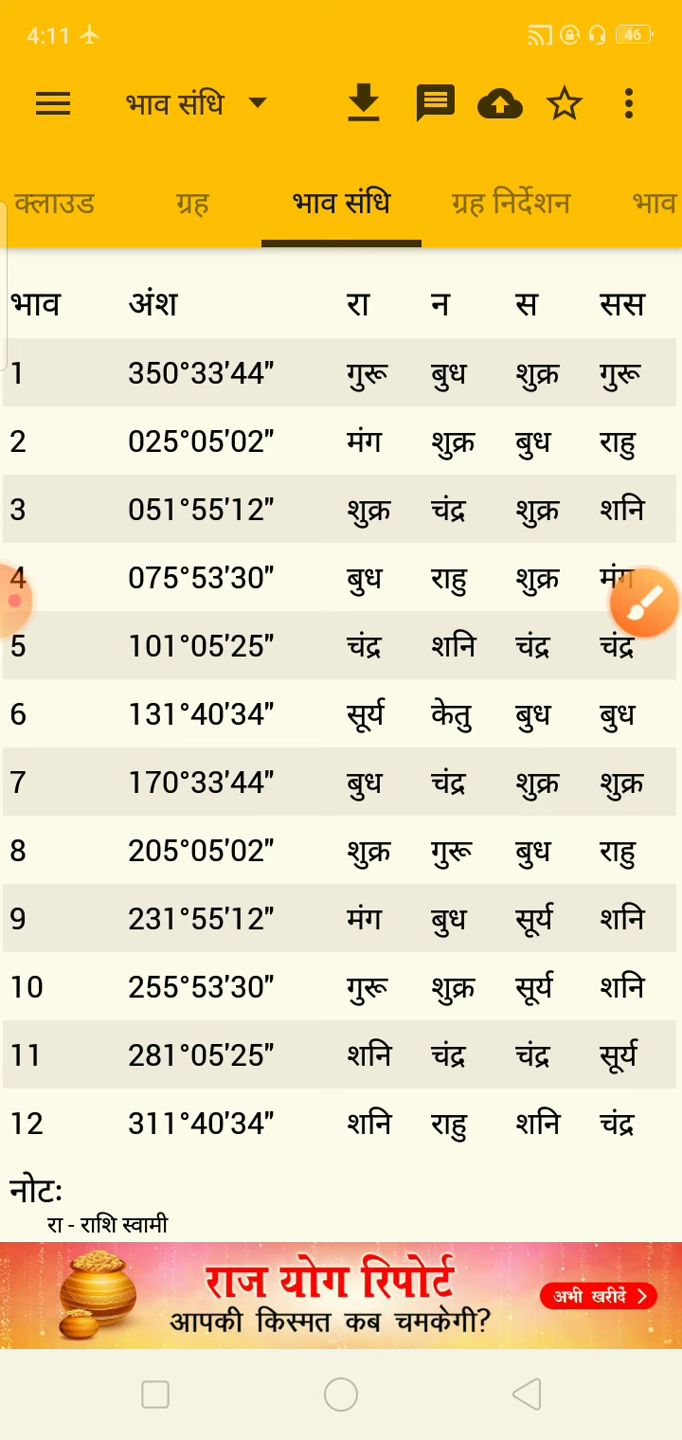 4:11 46
भाव संधि
क्लाउड ग्रह भाव संधि ग्रह निर्देशन भाव
भाव अंश रा न स सस
1 350°33'44" गुरू बुध शुक्र गुरू
2 025°05'02" मंग शुक्र बुध राहु
3 051°55'12" शुक्र चंद्र शुक्र शनि
4 075°53'30" बुध राहु शुक्र मंग
5 101°05'25" चंद्र शनि चंद्र चंद्र
6 131°40'34" सूर्य केतु बुध बुध
7 170°33'44" बुध चंद्र शुक्र शुक्र
8 205°05'02" शुक्र गुरू बुध राहु
9 231°55'12" मंग बुध सूर्य शनि
10 255°53'30" गुरू शुक्र सूर्य शनि
11 281°05'25" शनि चंद्र चंद्र सूर्य
12 311°40'34" शनि राहु शनि चंद्र
नोटः
रा - राशि स्वामी
राज योग रिपोर्ट
आपकी किस्मत कब चमकेगी?
अभी खरीदें